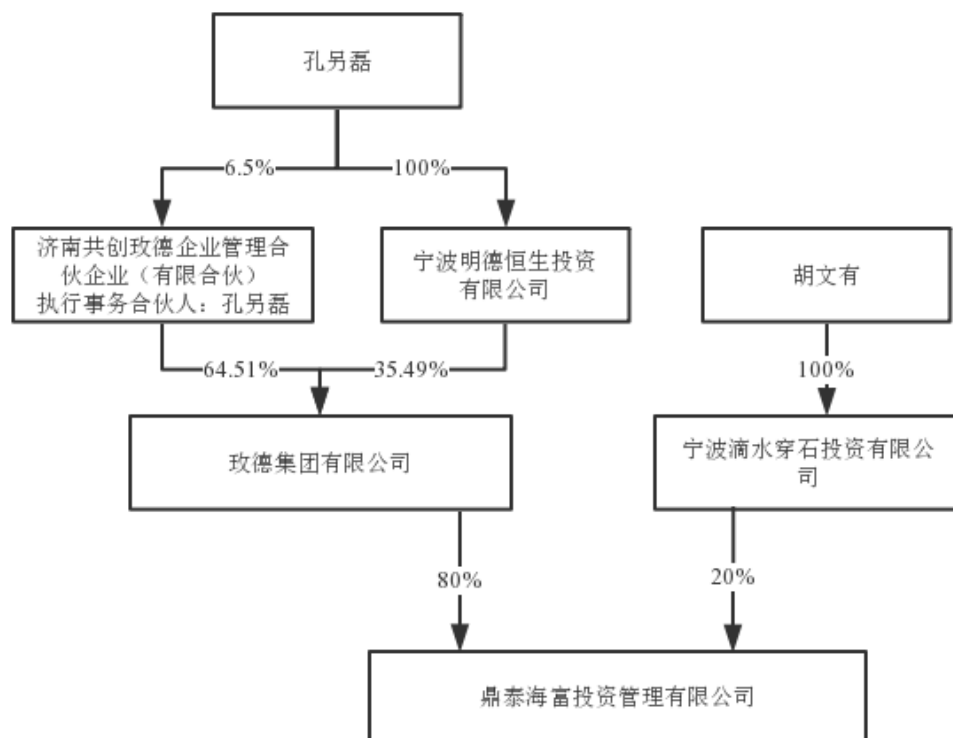 孔另磊
6.5%
100%
济南共创玫德企业管理合
伙企业（有限合伙）
执行事务合伙人：孔另磊
宁波明德恒生投资
有限公司
胡文有
64.51%
35.49%
100%
玫德集团有限公司
宁波滴水穿石投资有限公
司
80%
20%
鼎泰海富投资管理有限公司